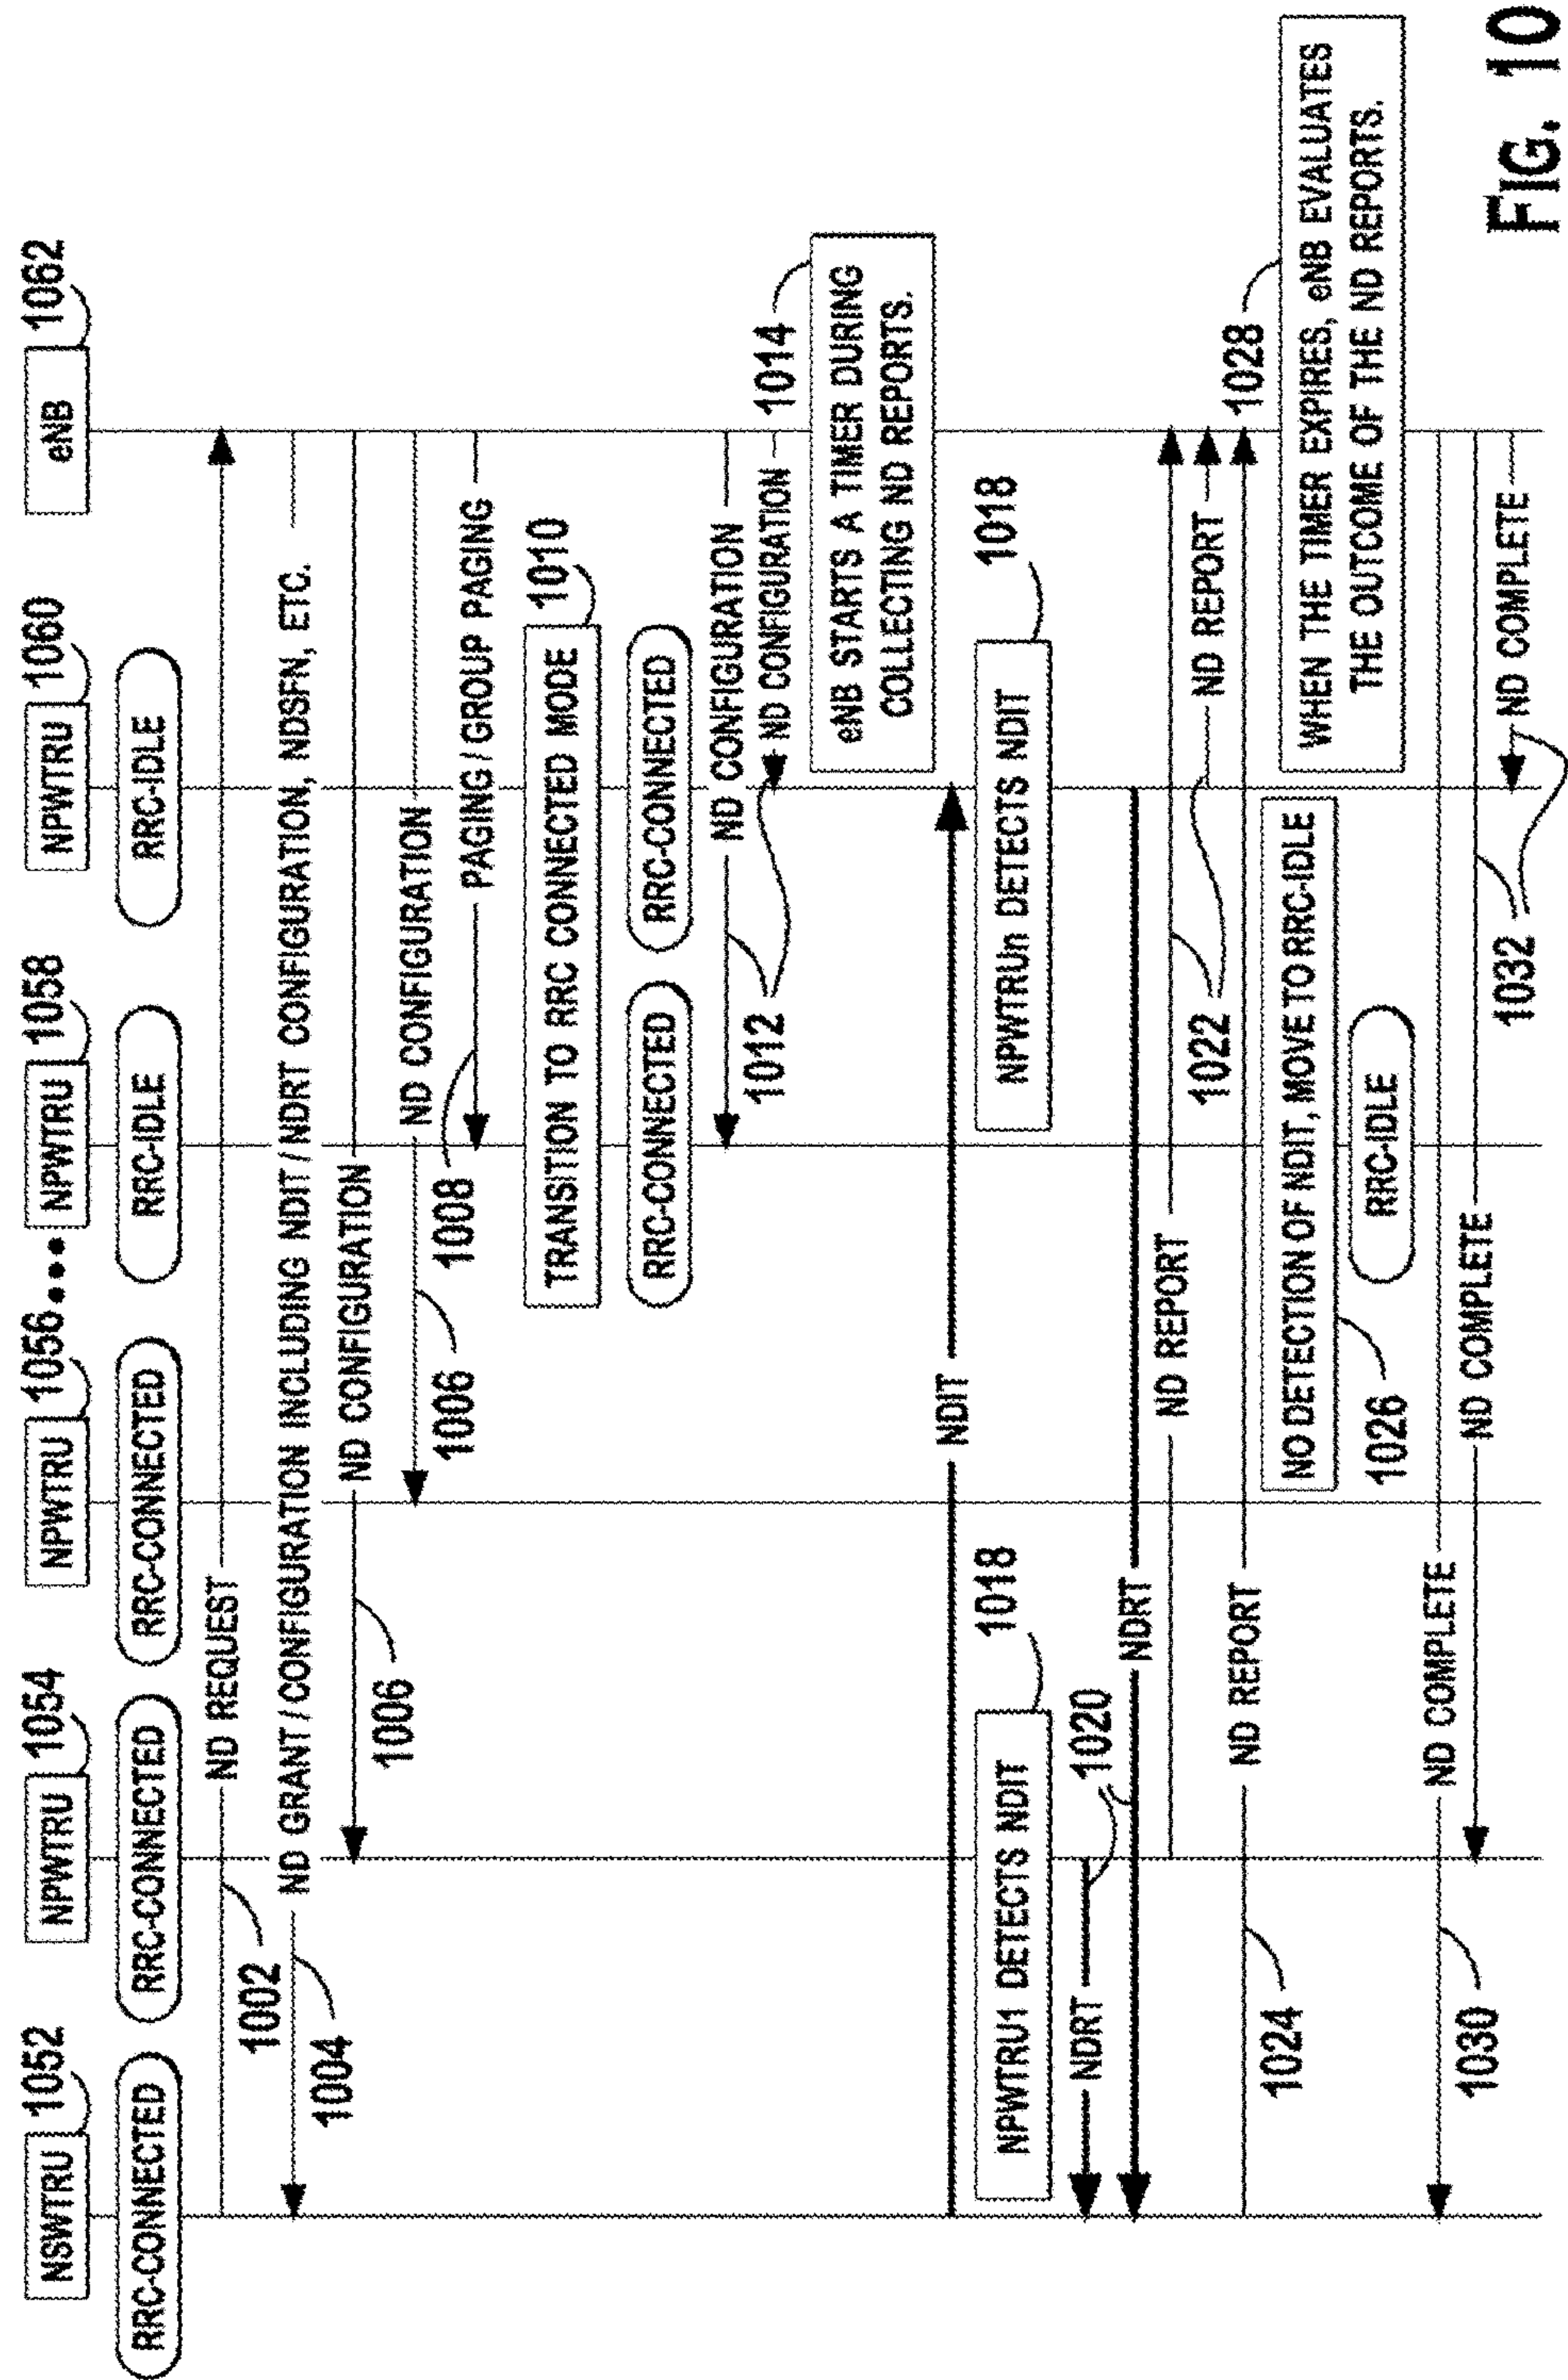 NSWTRU
1052
NPWTRU
1054
NPWTRU
1056
NPWTRU
1058
NPWTRU
1060
eNB
1062
RRC-CONNECTED
RRC-CONNECTED
RRC-CONNECTED
RRC-IDLE
RRC-IDLE
ND REQUEST
1002
ND GRANT / CONFIGURATION INCLUDING NDIT / NDRT CONFIGURATION, NDSFN, ETC.
1004
ND CONFIGURATION
1006
ND CONFIGURATION
1006
PAGING / GROUP PAGING
1008
TRANSITION TO RRC CONNECTED MODE
1010
RRC-CONNECTED
RRC-CONNECTED
ND CONFIGURATION
ND CONFIGURATION
1012
1014
eNB STARTS A TIMER DURING
COLLECTING ND REPORTS.
NDIT
NPWTRU1 DETECTS NDIT
1018
NPWTRUn DETECTS NDIT
1018
NDRT
1020
NDRT
ND REPORT
ND REPORT
1022
ND REPORT
1024
NO DETECTION OF NDIT, MOVE TO RRC-IDLE
1026
RRC-IDLE
1028
WHEN THE TIMER EXPIRES, eNB EVALUATES
THE OUTCOME OF THE ND REPORTS.
ND COMPLETE
1030
ND COMPLETE
ND COMPLETE
1032
FIG. 10